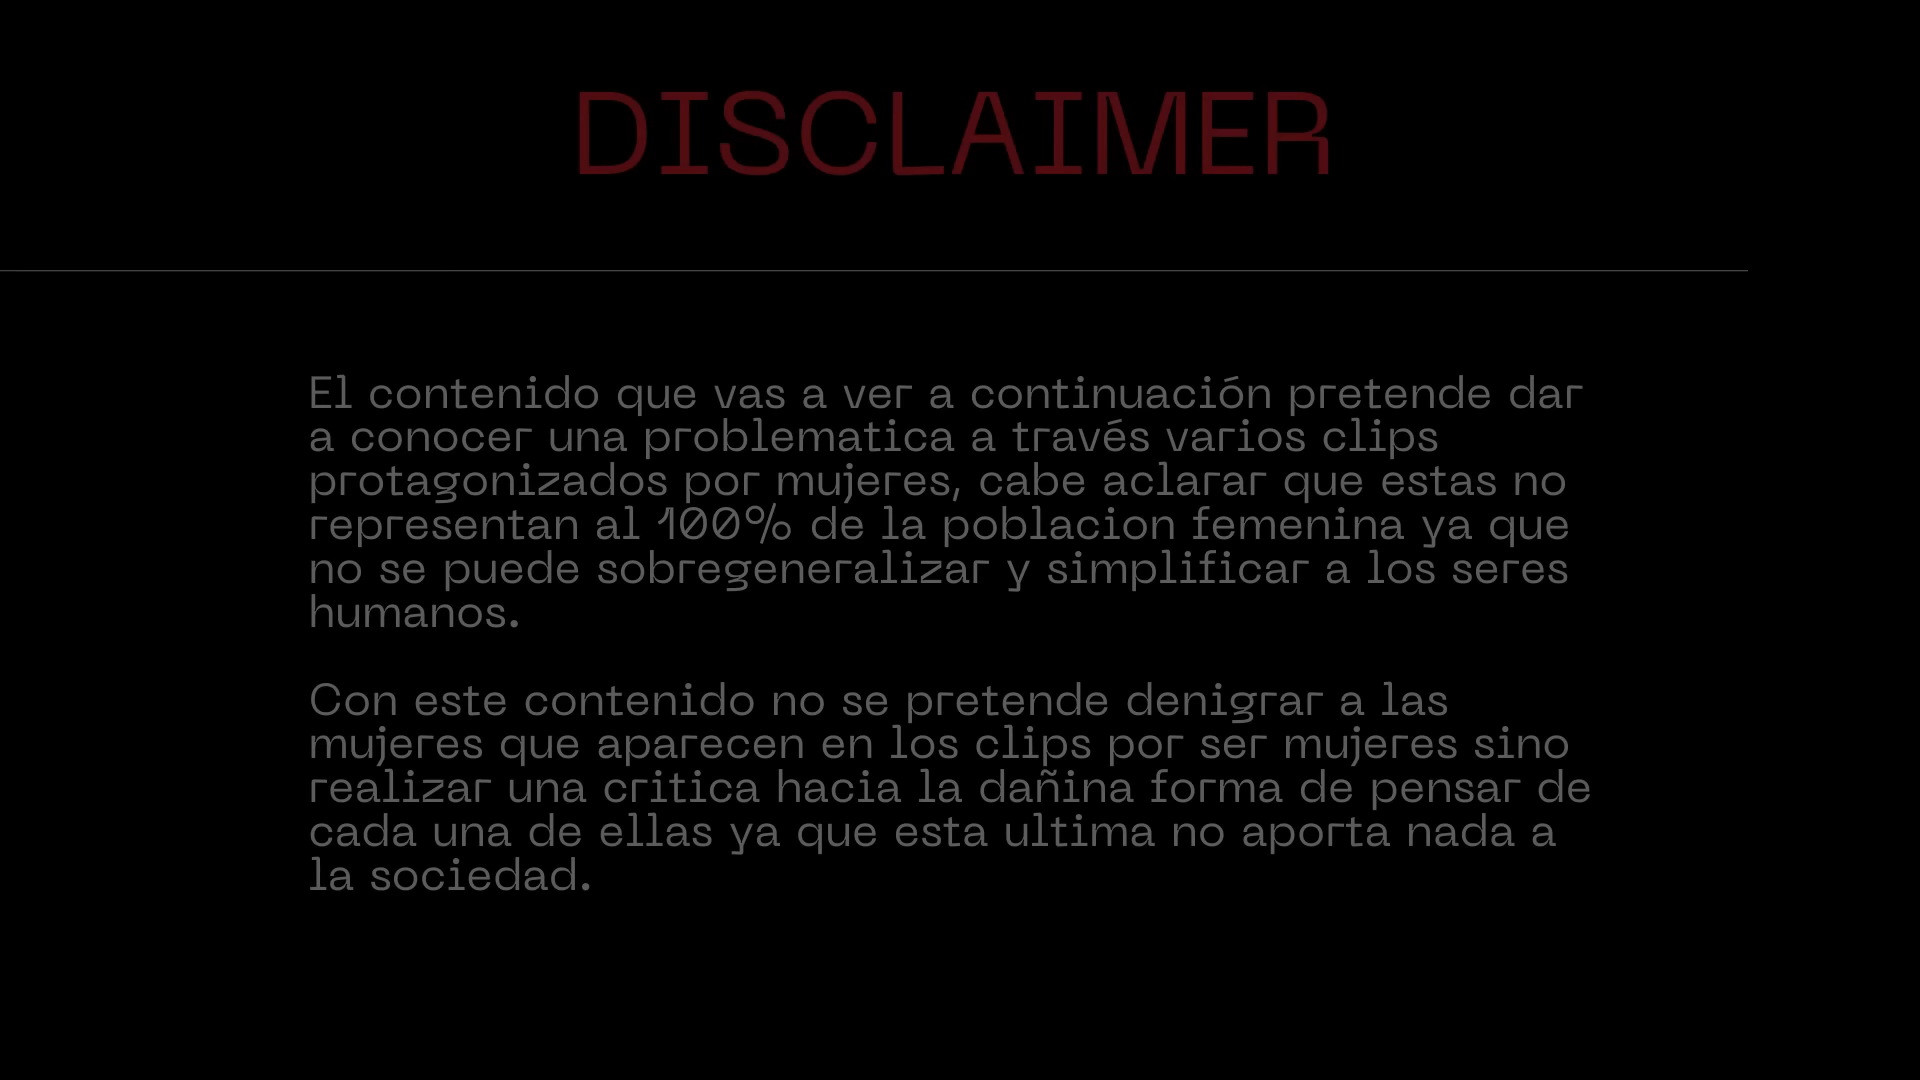 DISCLAIMER
El contenido que vas a ver a continuación pretende dar
a conocer una problematica a través varios clips
protagonizados por mujeres, cabe aclarar que estas no
representan al 100% de la poblacion femenina ya que
no se puede sobregeneralizar y simplificar a los seres
humanos.
Con este contenido no se pretende denigrar a las
mujeres que aparecen en los clips por ser mujeres sino
realizar una critica hacia la dañina forma de pensar de
cada una de ellas ya que esta ultima no aporta nada a
la sociedad.